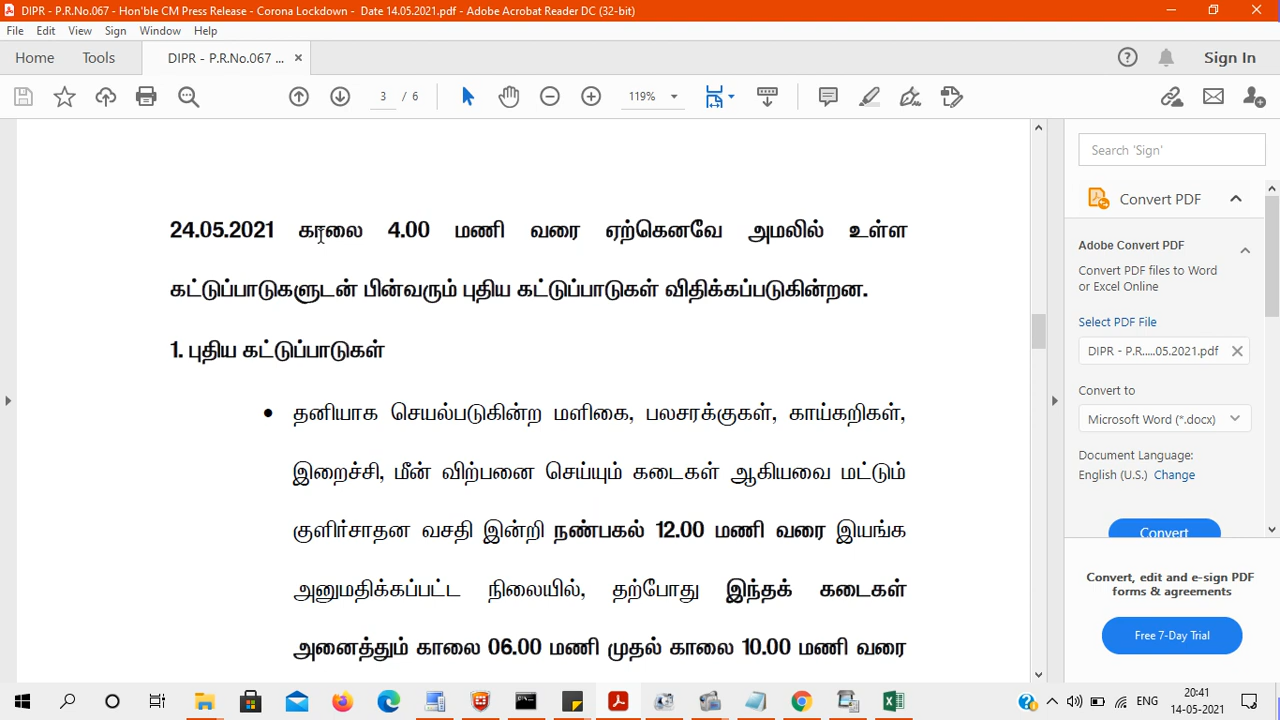 DIPR - P.R.No.067 - Hon'ble CM Press Release - Corona Lockdown - Date 14.05.2021.pdf - Adobe Acrobat Reader DC (32-bit)
File Edit View Sign Window Help
Home Tools DIPR - P.R.No.067 ... × Sign In
3 / 6 119%
24.05.2021 காலை 4.00 மணி வரை ஏற்கெனவே அமலில் உள்ள
கட்டுப்பாடுகளுடன் பின்வரும் புதிய கட்டுப்பாடுகள் விதிக்கப்படுகின்றன.
1. புதிய கட்டுப்பாடுகள்
• தனியாக செயல்படுகின்ற மளிகை, பலசரக்குகள், காய்கறிகள்,
இறைச்சி, மீன் விற்பனை செய்யும் கடைகள் ஆகியவை மட்டும்
குளிர்சாதன வசதி இன்றி நண்பகல் 12.00 மணி வரை இயங்க
அனுமதிக்கப்பட்ட நிலையில், தற்போது இந்தக் கடைகள்
அனைத்தும் காலை 06.00 மணி முதல் காலை 10.00 மணி வரை
Search 'Sign'
Convert PDF
Adobe Convert PDF
Convert PDF files to Word
or Excel Online
Select PDF File
DIPR - P.R.....05.2021.pdf
Convert to
Microsoft Word (*.docx)
Document Language:
English (U.S.) Change
Convert
Convert, edit and e-sign PDF
forms & agreements
Free 7-Day Trial
ENG
20:41
14-05-2021